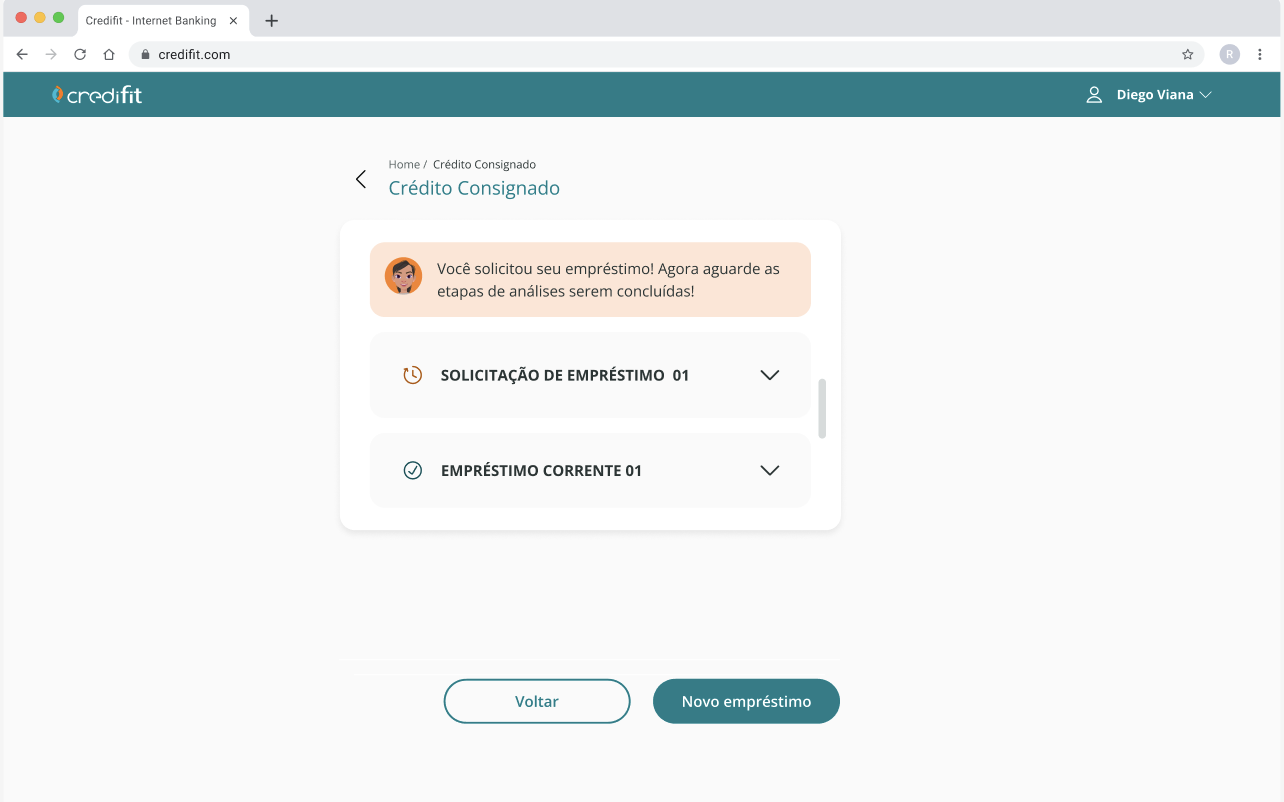 Credifit - Internet Banking
credifit.com
R
credifit
Diego Viana
Home / Crédito Consignado
Crédito Consignado
Você solicitou seu empréstimo! Agora aguarde as
etapas de análises serem concluídas!
SOLICITAÇÃO DE EMPRÉSTIMO 01
EMPRÉSTIMO CORRENTE 01
Voltar
Novo empréstimo